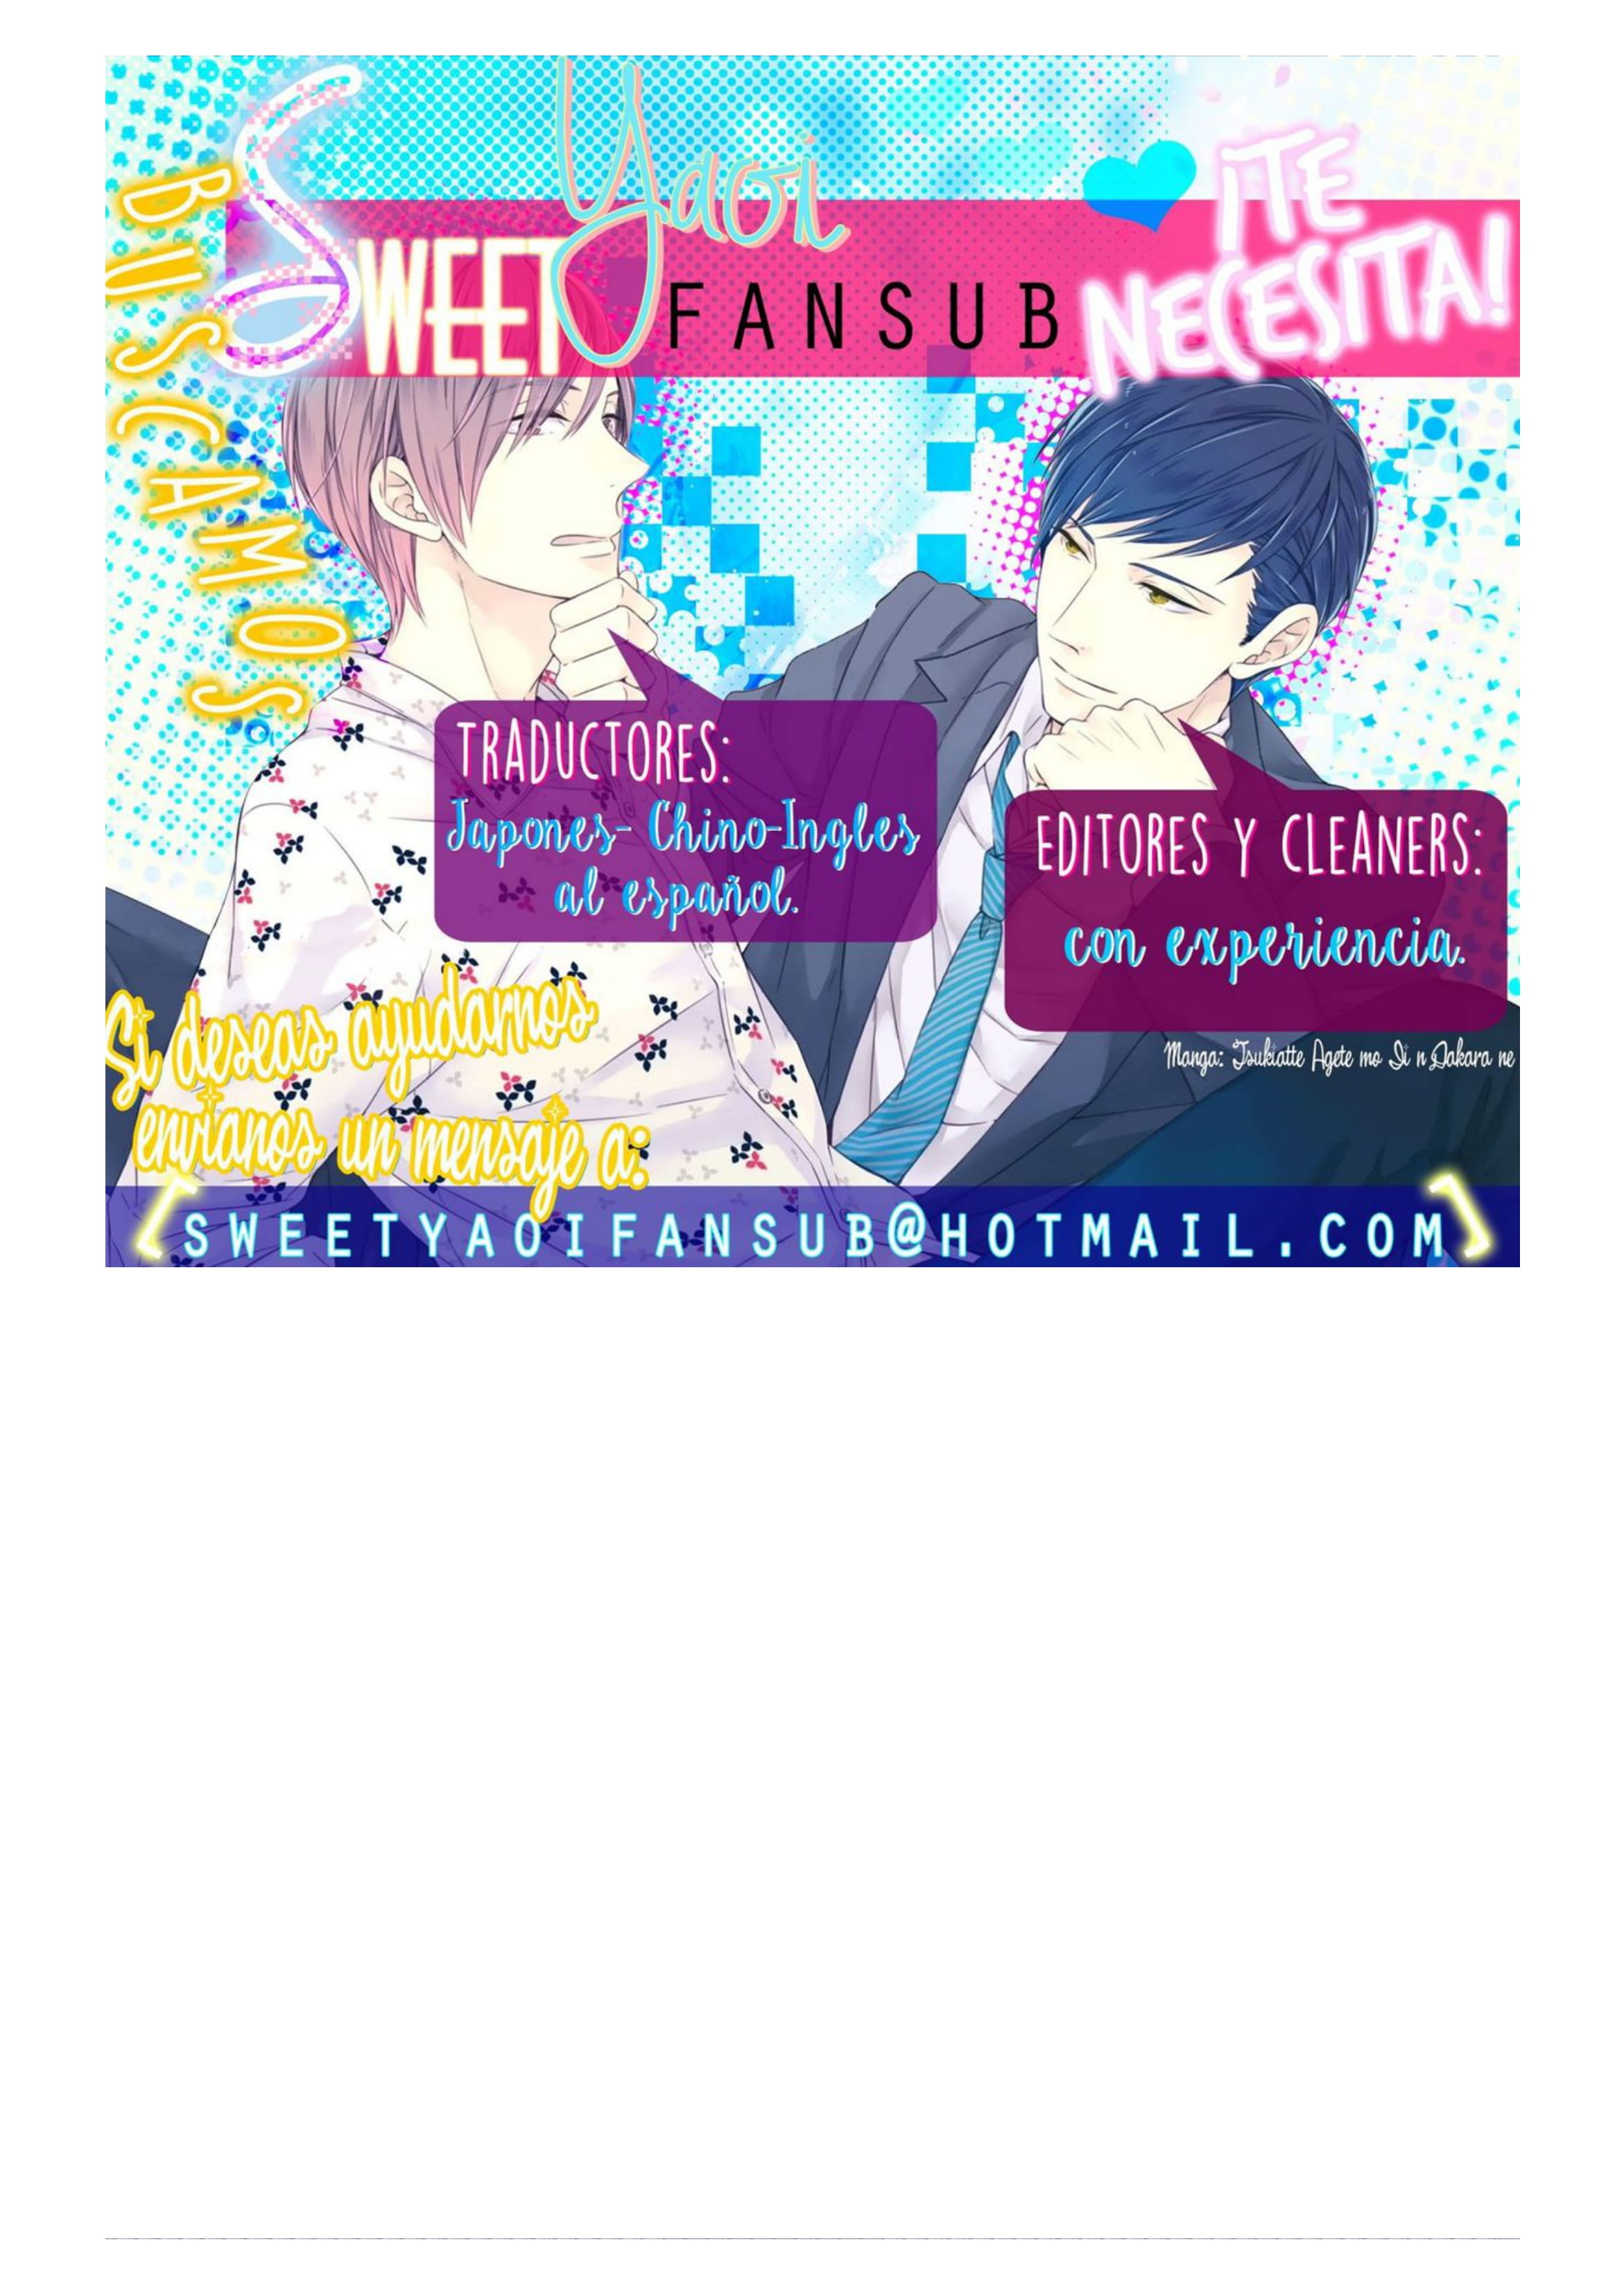 Sweet Yaoi
FANSUB
¡TE
NECESITA!
BUSCAMOS
TRADUCTORES:
Japones- Chino-Ingles
al español.
EDITORES Y CLEANERS:
con experiencia.
Manga: Tsukiatte Agete mo Ii n Dakara ne
Si deseas ayudarnos
envianos un mensaje a:
[SWEETYAOIFANSUB@HOTMAIL.COM]